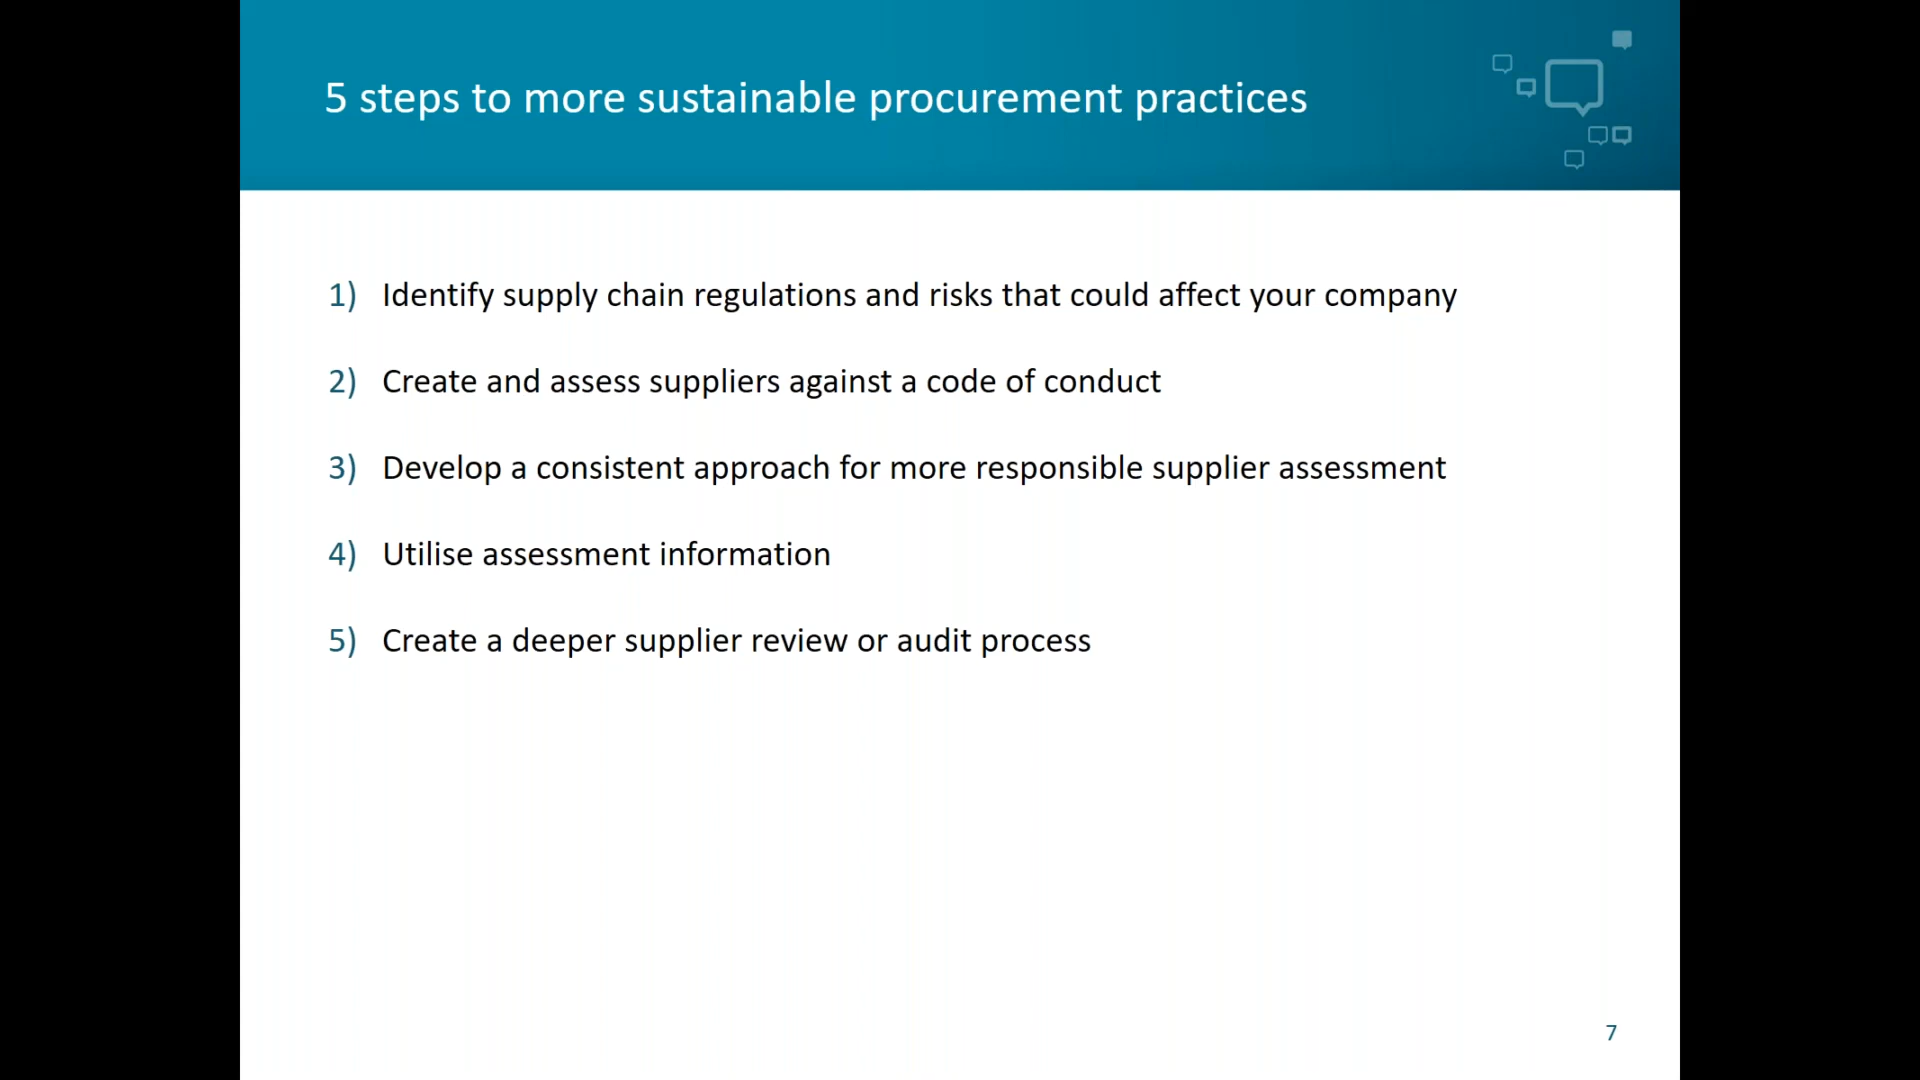 5 steps to more sustainable procurement practices
1) Identify supply chain regulations and risks that could affect your company
2) Create and assess suppliers against a code of conduct
3) Develop a consistent approach for more responsible supplier assessment
4) Utilise assessment information
5) Create a deeper supplier review or audit process
7